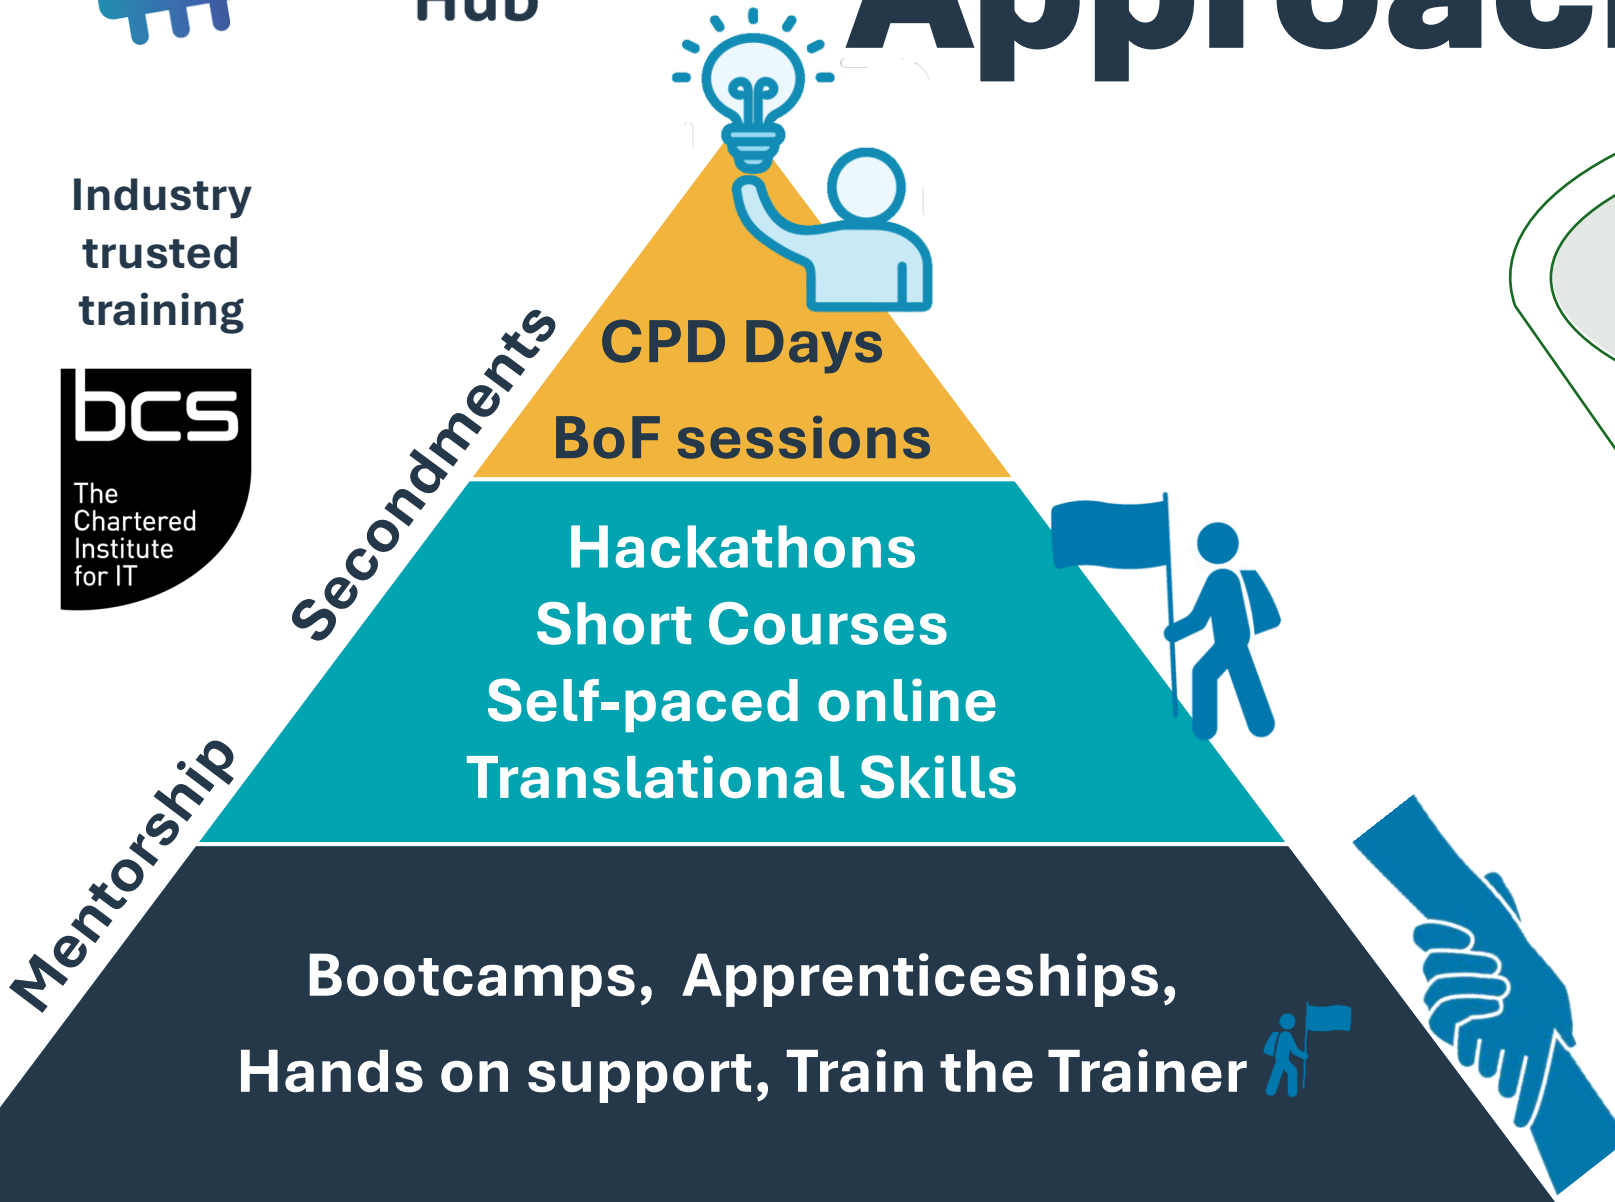 Hub
Approach
Industry
trusted
training
bcs
The
Chartered
Institute
for IT
Secondments
Mentorship
CPD Days
BoF sessions
Hackathons
Short Courses
Self-paced online
Translational Skills
Bootcamps, Apprenticeships,
Hands on support, Train the Trainer